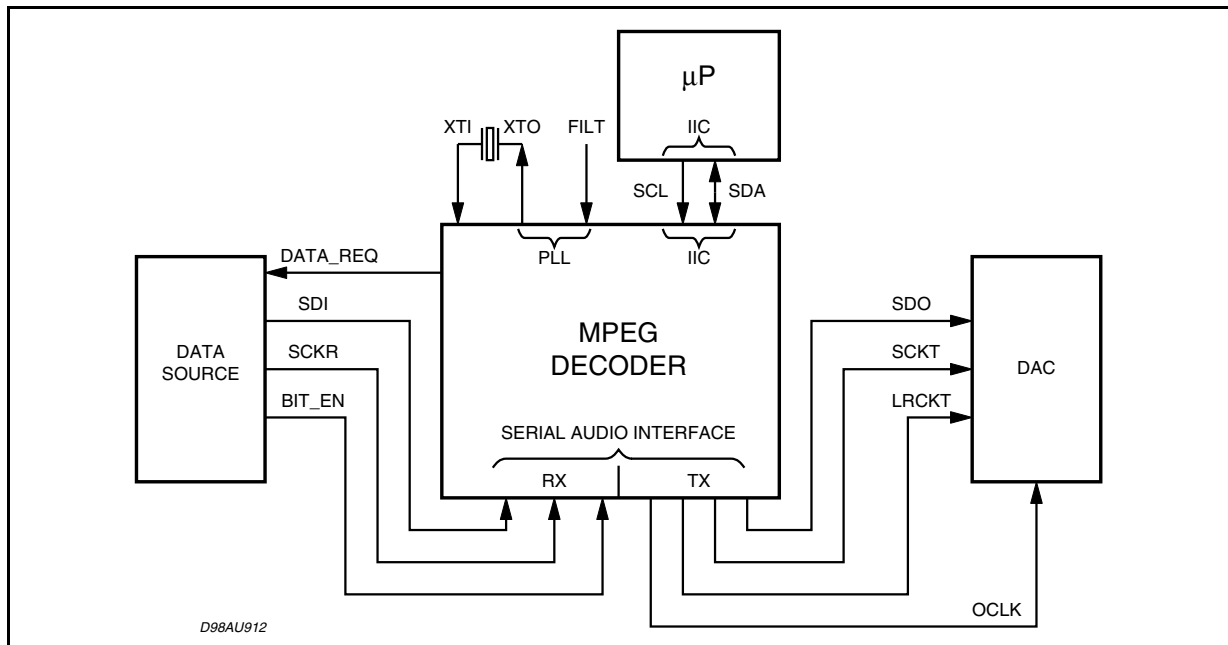 μP
XTI XTO FILT IIC
SCL SDA
DATA_REQ PLL IIC
SDI SDO
MPEG
DECODER
DATA
SOURCE
SCKR SCKT
DAC
BIT_EN LRCKT
SERIAL AUDIO INTERFACE
RX TX
OCLK
D98AU912